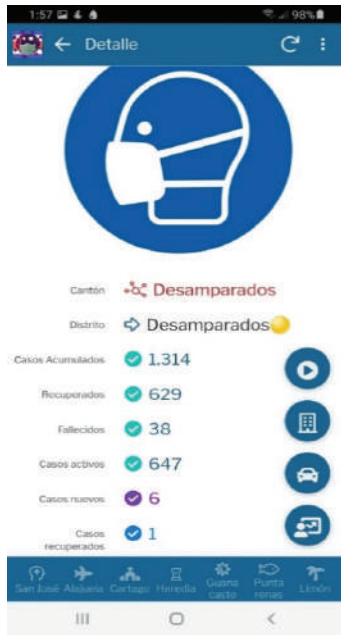 1:57 98%
Detalle
Cantón Desamparados
Distrito Desamparados
Casos Acumulados 1.314
Recuperados 629
Fallecidos 38
Casos activos 647
Casos nuevos 6
Casos recuperados 1
San José Alajuela Cartago Heredia Guana caste Punta renas Limón